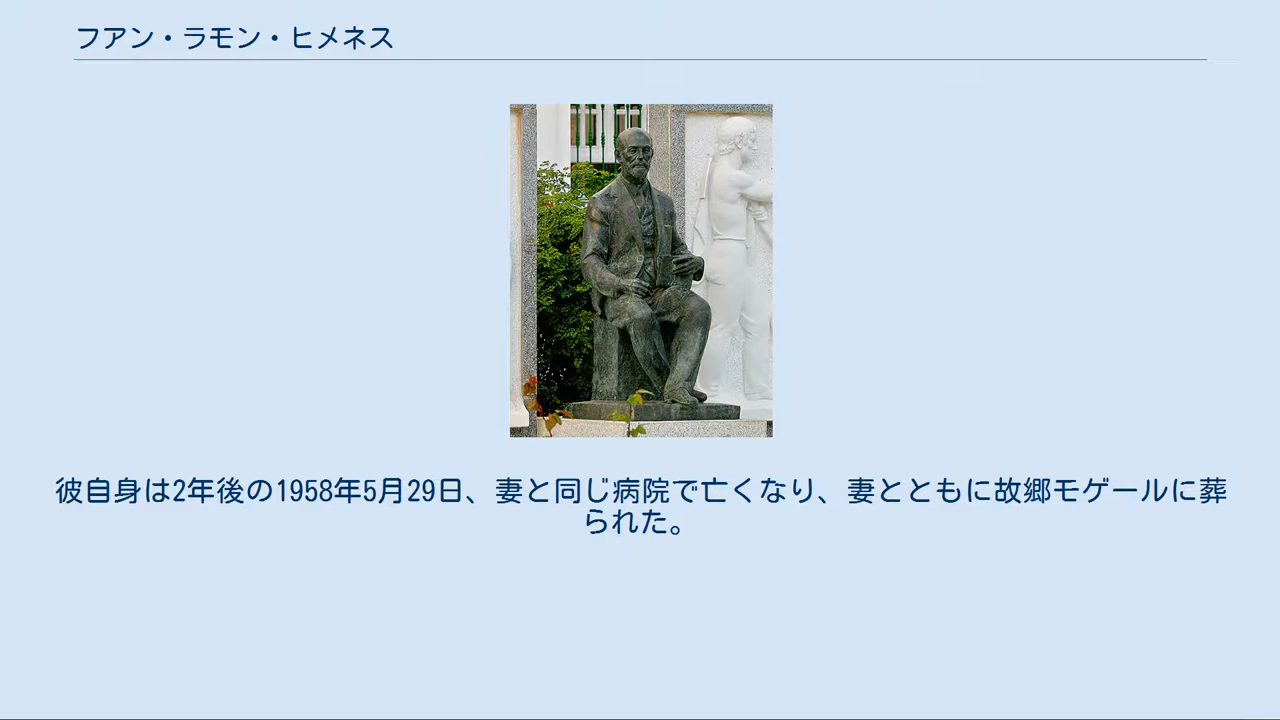 フアン・ラモン・ヒメネス
彼自身は2年後の1958年5月29日、妻と同じ病院で亡くなり、妻とともに故郷モゲールに葬
られた。